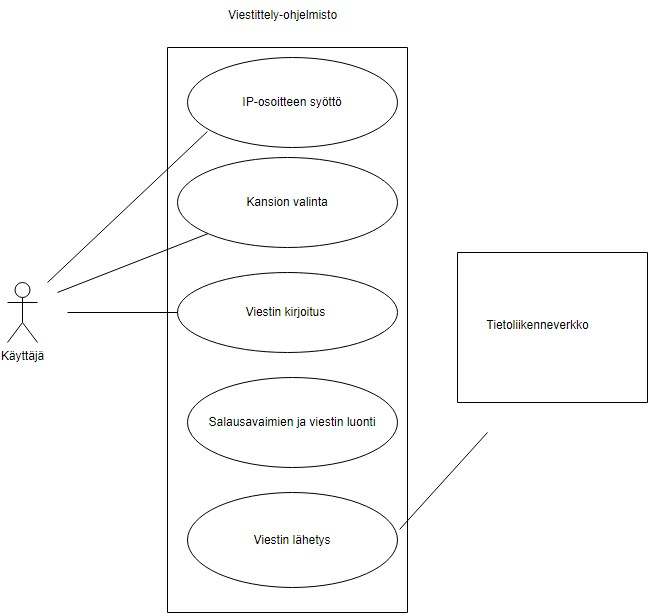 Viestittely-ohjelmisto
IP-osoitteen syöttö
Kansion valinta
Viestin kirjoitus
Tietoliikenneverkko
Käyttäjä
Salausavaimien ja viestin luonti
Viestin lähetys